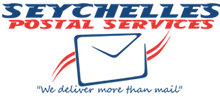 SEYCHELLES
POSTAL SERVICES
"We deliver more than mail"